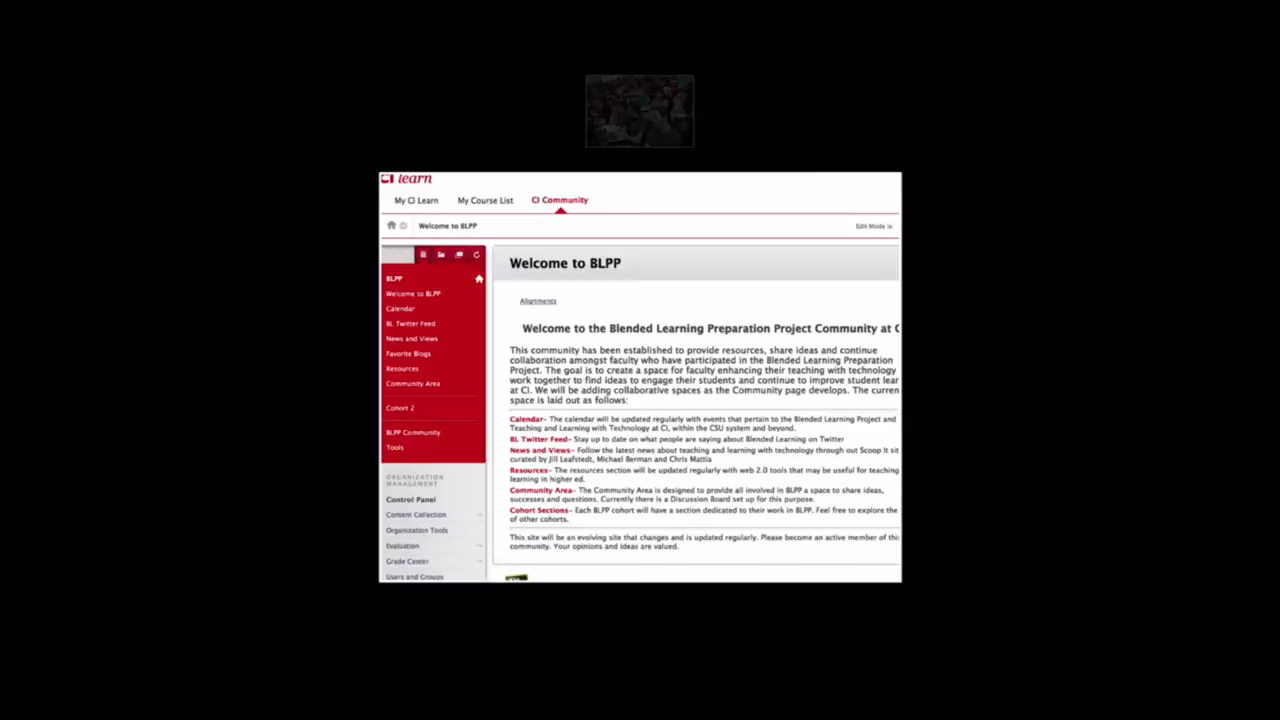 CI learn
My CI Learn My Course List CI Community
Welcome to BLPP Edit Mode is:
BLPP
Welcome to BLPP
Calendar
BL Twitter Feed
News and Views
Favorite Blogs
Resources
Community Area
Cohort 2
BLPP Community
Tools
ORGANIZATION
MANAGEMENT
Control Panel
Content Collection
Organization Tools
Evaluation
Grade Center
Users and Groups
Welcome to BLPP
Alignments
Welcome to the Blended Learning Preparation Project Community at C
This community has been established to provide resources, share ideas and continue
collaboration amongst faculty who have participated in the Blended Learning Preparation
Project. The goal is to create a space for faculty enhancing their teaching with technology
work together to find ideas to engage their students and continue to improve student lear
at CI. We will be adding collaborative spaces as the Community page develops. The curren
space is laid out as follows:
Calendar- The calendar will be updated regularly with events that pertain to the Blended Learning Project and
Teaching and Learning with Technology at CI, within the CSU system and beyond.
BL Twitter Feed- Stay up to date on what people are saying about Blended Learning on Twitter
News and Views- Follow the latest news about teaching and learning with technology through out Scoop It sit
curated by Jill Leafstedt, Michael Berman and Chris Mattia
Resources- The resources section will be updated regularly with web 2.0 tools that may be useful for teaching
learning in higher ed.
Community Area- The Community Area is designed to provide all involved in BLPP a space to share ideas,
successes and questions. Currently there is a Discussion Board set up for this purpose.
Cohort Sections- Each BLPP cohort will have a section dedicated to their work in BLPP. Feel free to explore the
of other cohorts.
This site will be an evolving site that changes and is updated regularly. Please become an active member of thi
community. Your opinions and ideas are valued.